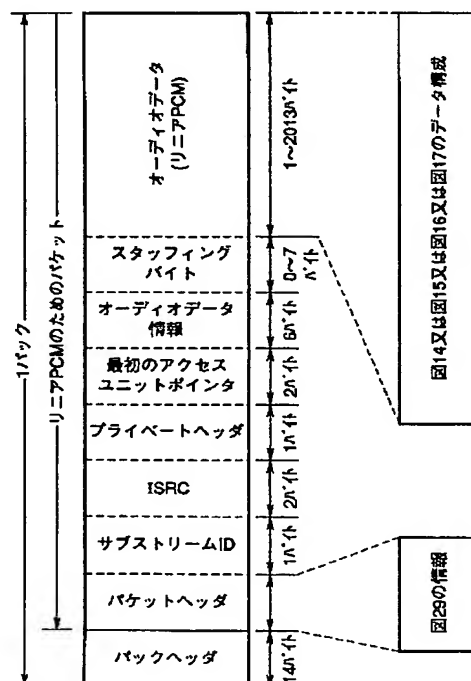 1パック
リニアPCMのためのパケット
オーディオデータ
(リニアPCM)
スタッフィング
バイト
オーディオデータ
情報
最初のアクセス
ユニットポインタ
プライベートヘッダ
ISRC
サブストリームID
パケットヘッダ
パックヘッダ
1~2013バイト
0~7
バイト
6バイト
2バイト
1バイト
2バイト
1バイト
14バイト
図14又は図15又は図16又は図17のデータ構成
図29の情報